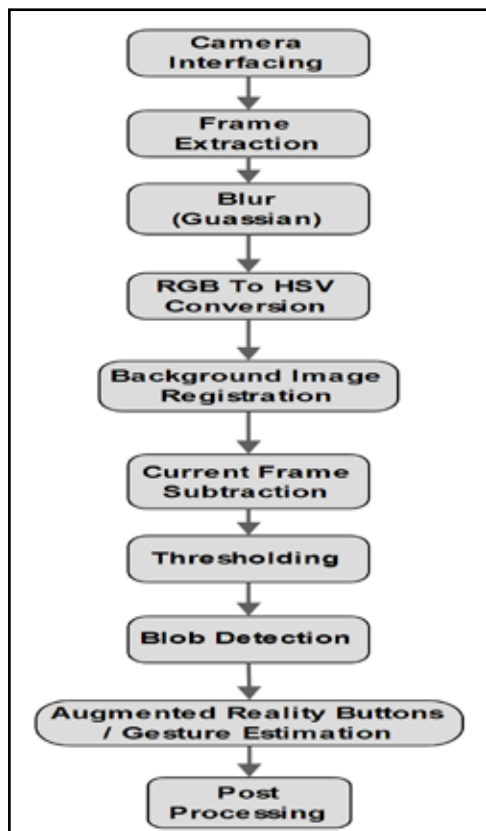 Camera
Interfacing
Frame
Extraction
Blur
(Guassian)
RGB To HSV
Conversion
Background Image
Registration
Current Frame
Subtraction
Thresholding
Blob Detection
Augmented Reality Buttons
/ Gesture Estimation
Post
Processing